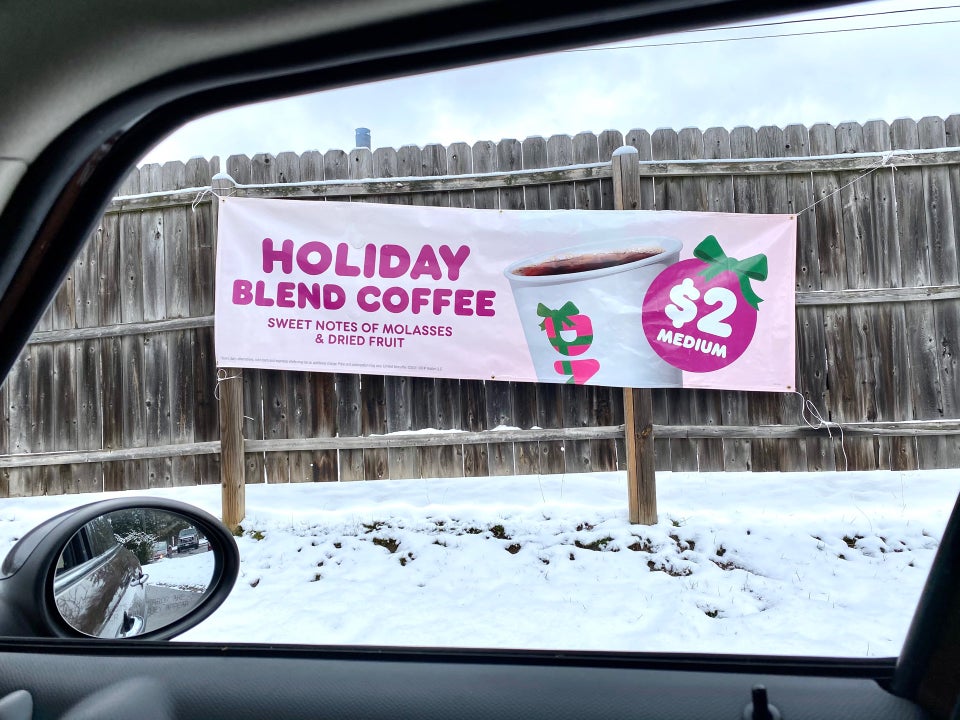 HOLIDAY
BLEND COFFEE
SWEET NOTES OF MOLASSES
& DRIED FRUIT
$2
MEDIUM